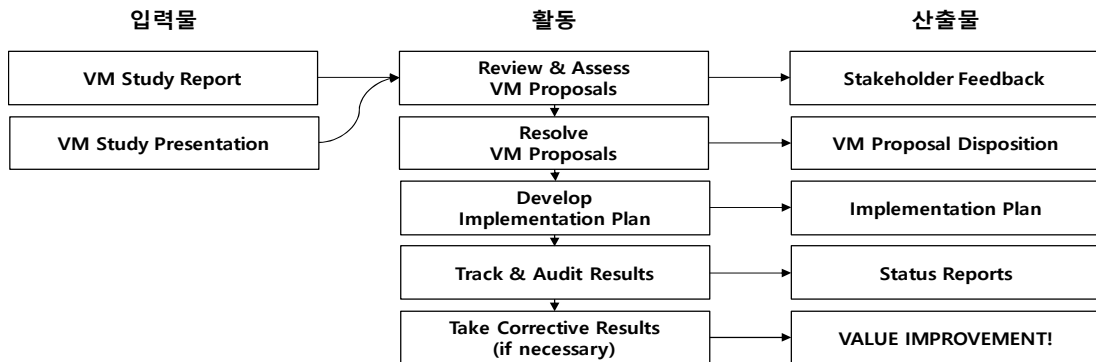 입력물
활동
산출물
VM Study Report
Review & Assess
VM Proposals
Stakeholder Feedback
VM Study Presentation
Resolve
VM Proposals
VM Proposal Disposition
Develop
Implementation Plan
Implementation Plan
Track & Audit Results
Status Reports
Take Corrective Results
(if necessary)
VALUE IMPROVEMENT!